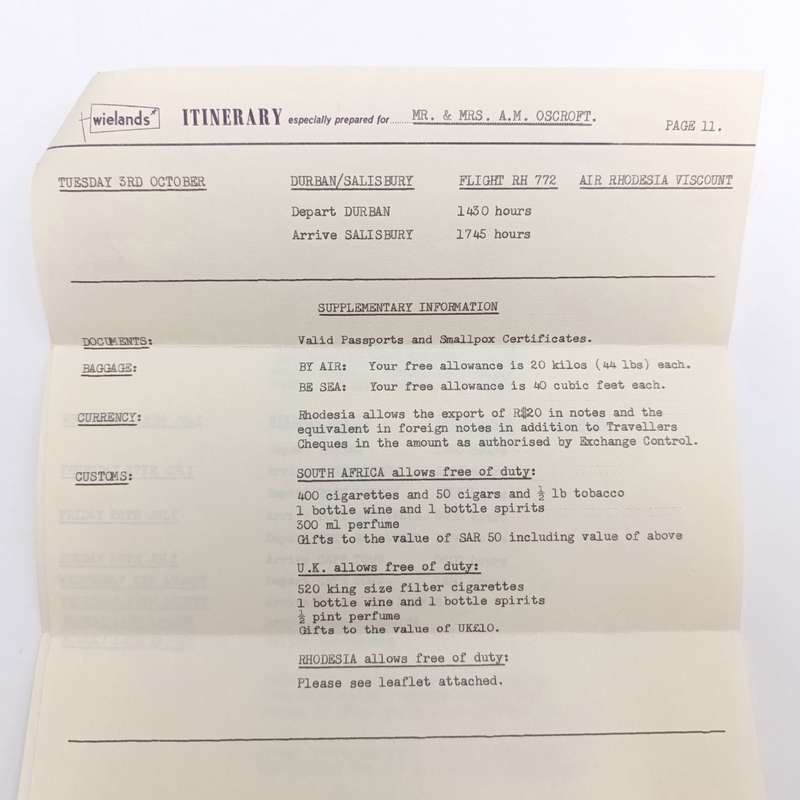 wielands ITINERARY especially prepared for........ MR. & MRS. A.M. OSCROFT. PAGE 11.
TUESDAY 3RD OCTOBER DURBAN/SALISBURY FLIGHT RH 772 AIR RHODESIA VISCOUNT
Depart DURBAN 1430 hours
Arrive SALISBURY 1745 hours
SUPPLEMENTARY INFORMATION
DOCUMENTS: Valid Passports and Smallpox Certificates.
BAGGAGE: BY AIR: Your free allowance is 20 kilos (44 lbs) each.
BE SEA: Your free allowance is 40 cubic feet each.
CURRENCY: Rhodesia allows the export of R$20 in notes and the
equivalent in foreign notes in addition to Travellers
Cheques in the amount as authorised by Exchange Control.
CUSTOMS: SOUTH AFRICA allows free of duty:
400 cigarettes and 50 cigars and ½ lb tobacco
1 bottle wine and 1 bottle spirits
300 ml perfume
Gifts to the value of SAR 50 including value of above
U.K. allows free of duty:
520 king size filter cigarettes
1 bottle wine and 1 bottle spirits
½ pint perfume
Gifts to the value of UK£10.
RHODESIA allows free of duty:
Please see leaflet attached.